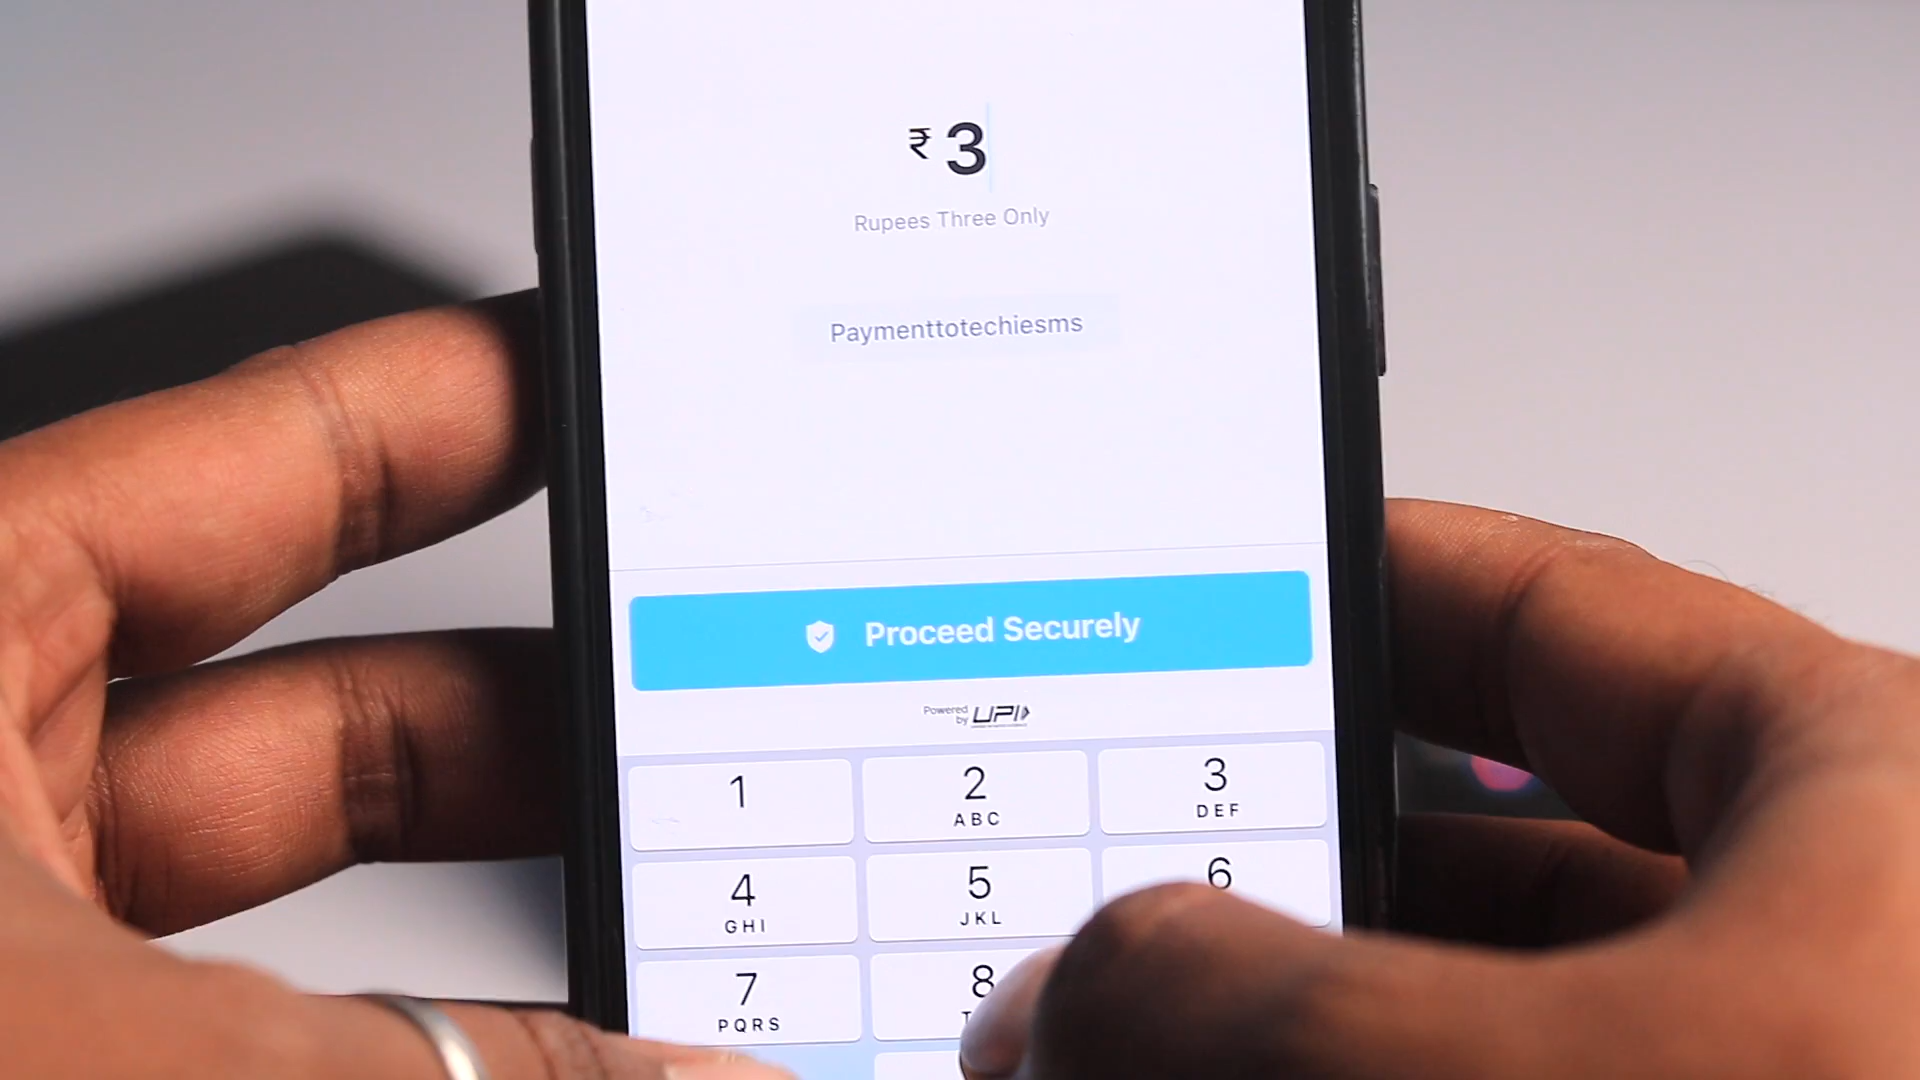 ₹ 3
Rupees Three Only
Paymenttotechiesms
Proceed Securely
Powered by UPI
1
2 ABC
3 DEF
4 GHI
5 JKL
6
7 PQRS
8